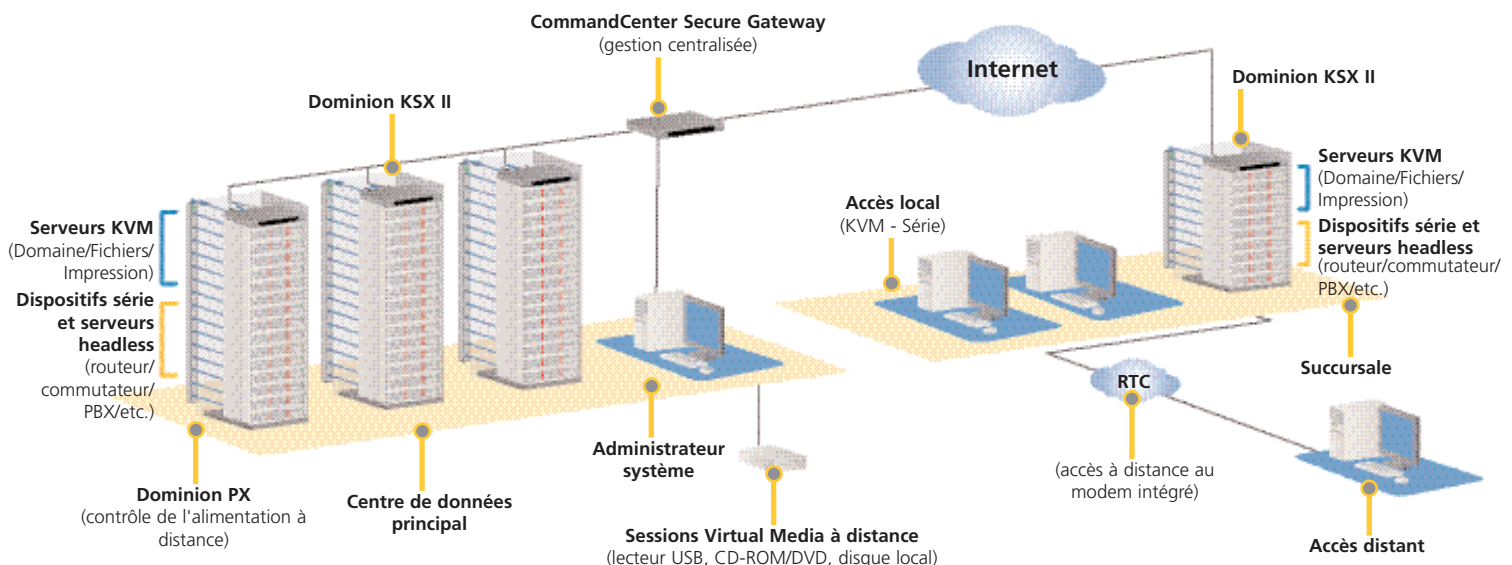 CommandCenter Secure Gateway
(gestion centralisée)
Internet
Dominion KSX II
Dominion KSX II
Serveurs KVM
(Domaine/Fichiers/
Impression)
Dispositifs série et
serveurs headless
(routeur/commutateur/
PBX/etc.)
Accès local
(KVM - Série)
Serveurs KVM
(Domaine/Fichiers/
Impression)
Dispositifs série
et serveurs
headless
(routeur/
commutateur/
PBX/etc.)
Succursale
RTC
Administrateur
système
(accès à distance au
modem intégré)
Dominion PX
(contrôle de l'alimentation à
distance)
Centre de données
principal
Sessions Virtual Media à distance
(lecteur USB, CD-ROM/DVD, disque local)
Accès distant